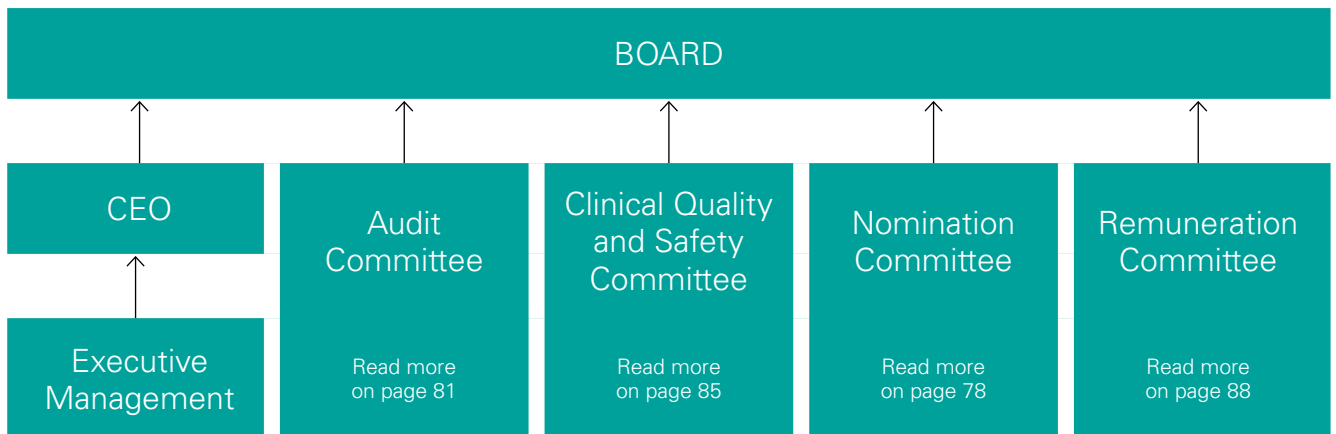 BOARD
CEO
Executive
Management
Audit
Committee
Read more
on page 81
Clinical Quality
and Safety
Committee
Read more
on page 85
Nomination
Committee
Read more
on page 78
Remuneration
Committee
Read more
on page 88